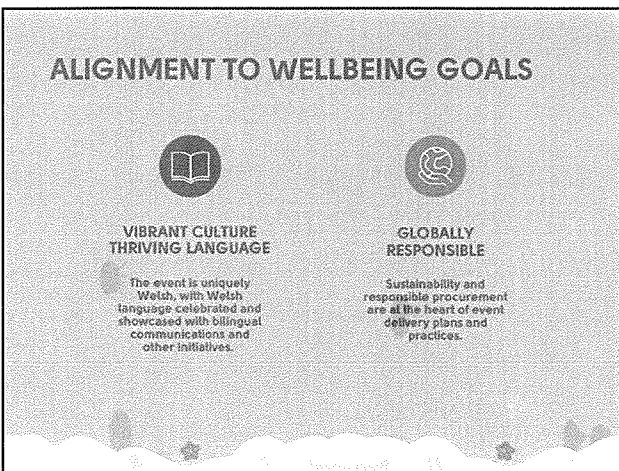 ALIGNMENT TO WELLBEING GOALS
VIBRANT CULTURE
THRIVING LANGUAGE
The event is uniquely
Welsh, with Welsh
language celebrated and
showcased with bilingual
communications and
other initiatives.
GLOBALLY
RESPONSIBLE
Sustainability and
responsible procurement
are at the heart of event
delivery plans and
practices.